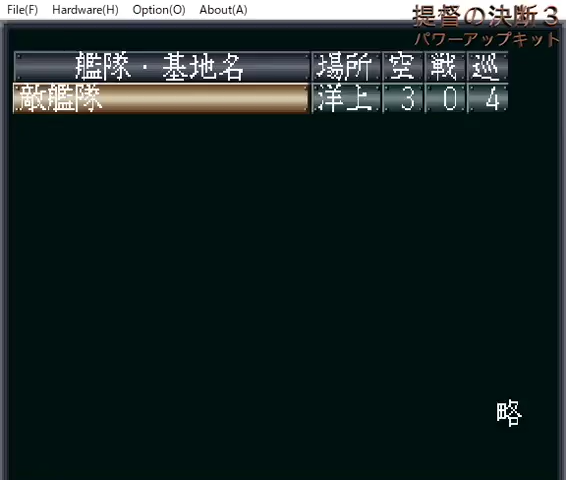 File(F) Hardware(H) Option(O) About(A)
提督の決断3
パワーアップキット
艦隊・基地名 場所 空 戦 巡
敵艦隊 洋上 3 0 4
略